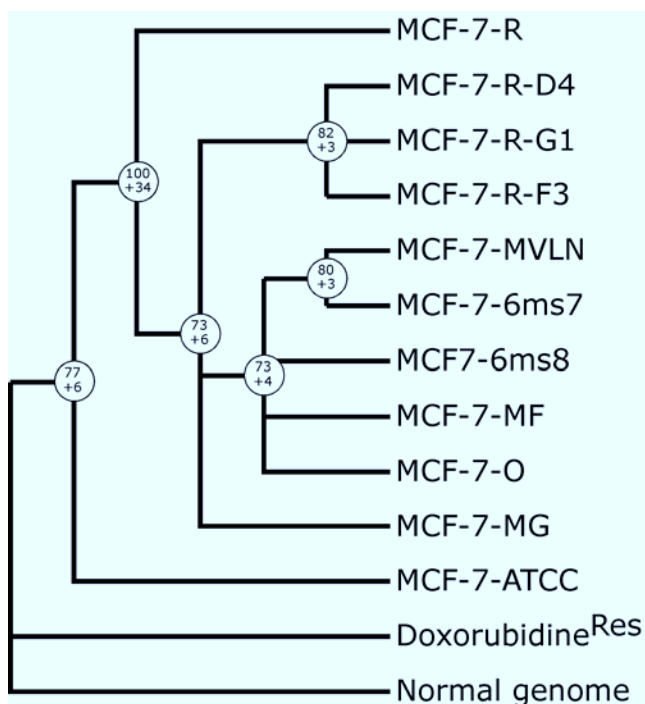 MCF-7-R
MCF-7-R-D4
82
+3
MCF-7-R-G1
100
+34
MCF-7-R-F3
MCF-7-MVLN
80
+3
MCF-7-6ms7
73
+6
MCF7-6ms8
77
+6
73
+4
MCF-7-MF
MCF-7-O
MCF-7-MG
MCF-7-ATCC
Doxorubidine^Res
Normal genome